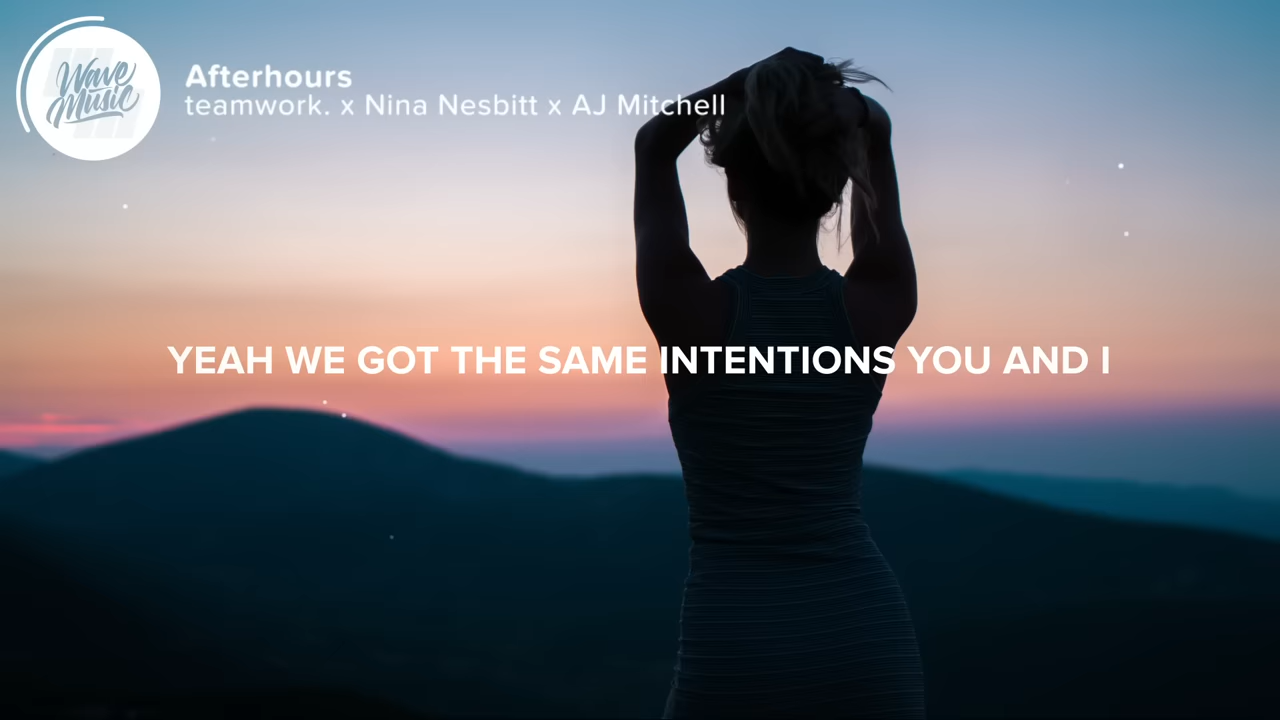 Wave
Music
Afterhours
teamwork. x Nina Nesbitt x AJ Mitchell
YEAH WE GOT THE SAME INTENTIONS YOU AND I